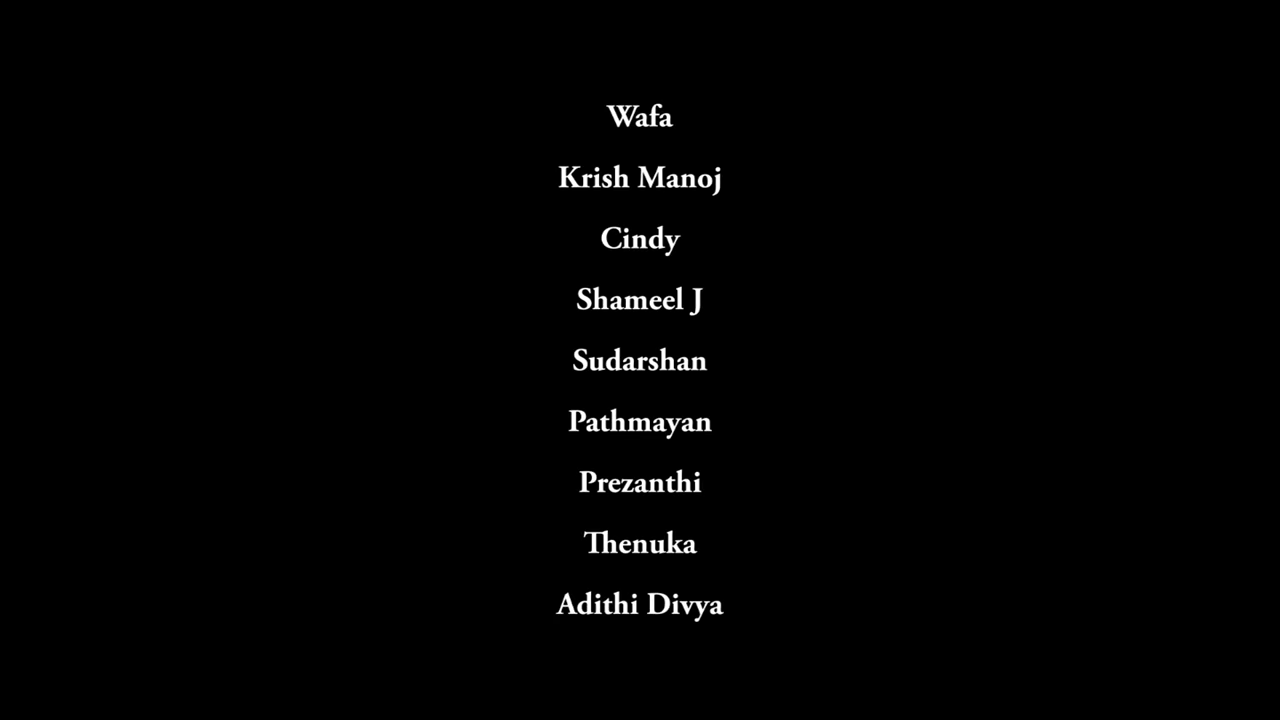 Wafa
Krish Manoj
Cindy
Shameel J
Sudarshan
Pathmayan
Prezanthi
Thenuka
Adithi Divya